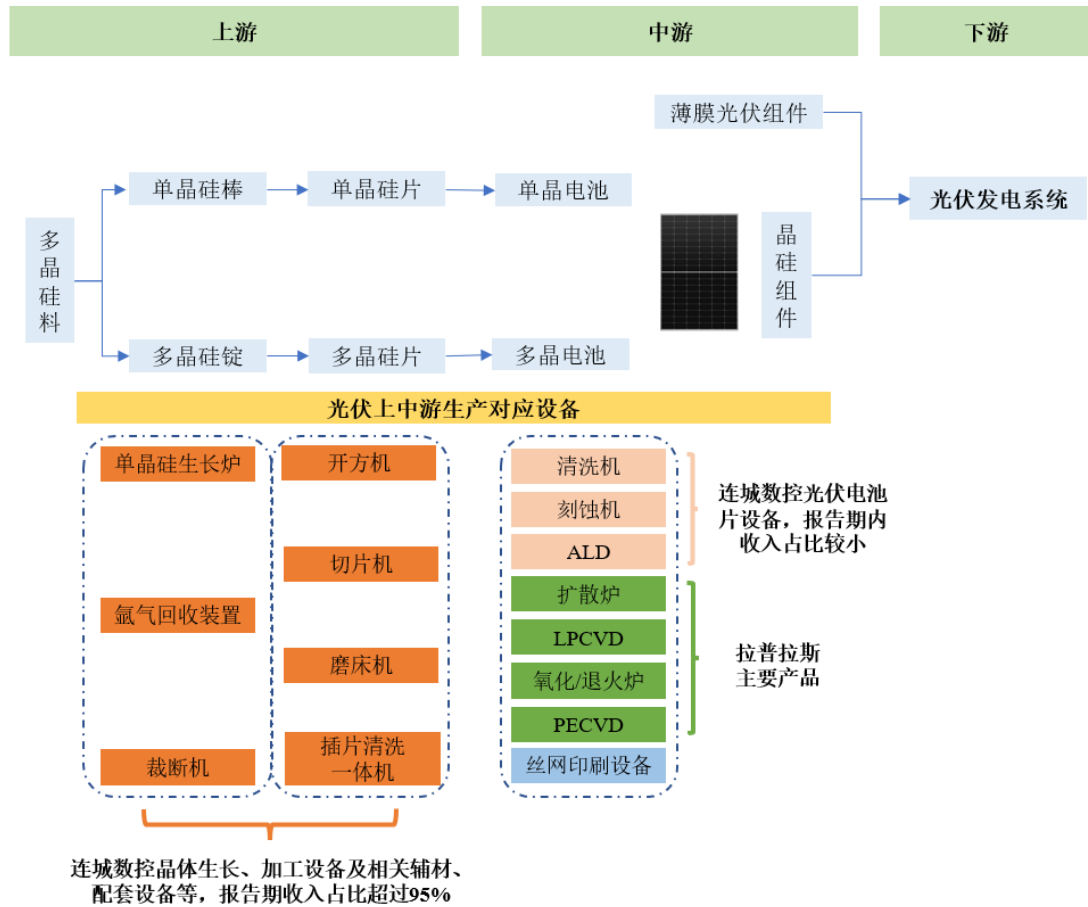 上游
中游
下游
薄膜光伏组件
单晶硅棒
单晶硅片
单晶电池
光伏发电系统
多
晶
硅
料
晶
硅
组
件
多晶硅锭
多晶硅片
多晶电池
光伏上中游生产对应设备
单晶硅生长炉
氩气回收装置
裁断机
开方机
切片机
磨床机
插片清洗
一体机
清洗机
刻蚀机
ALD
扩散炉
LPCVD
氧化/退火炉
PECVD
丝网印刷设备
连城数控光伏电池
片设备，报告期内
收入占比较小
拉普拉斯
主要产品
连城数控晶体生长、加工设备及相关辅材、
配套设备等，报告期收入占比超过95%